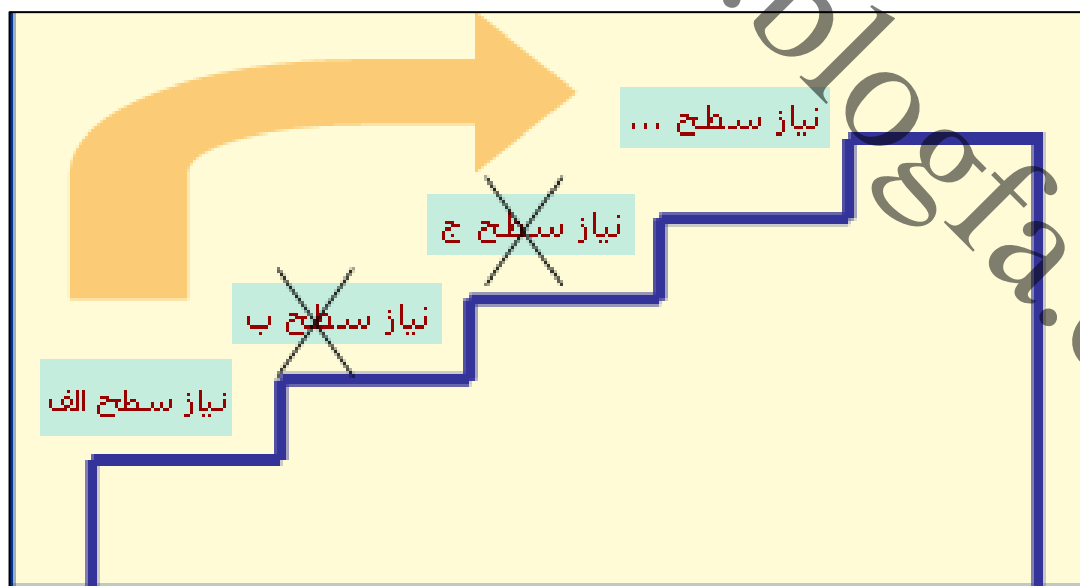 نیاز سطح ...
نیاز سطح ج
نیاز سطح ب
نیاز سطح الف
.blogfa.